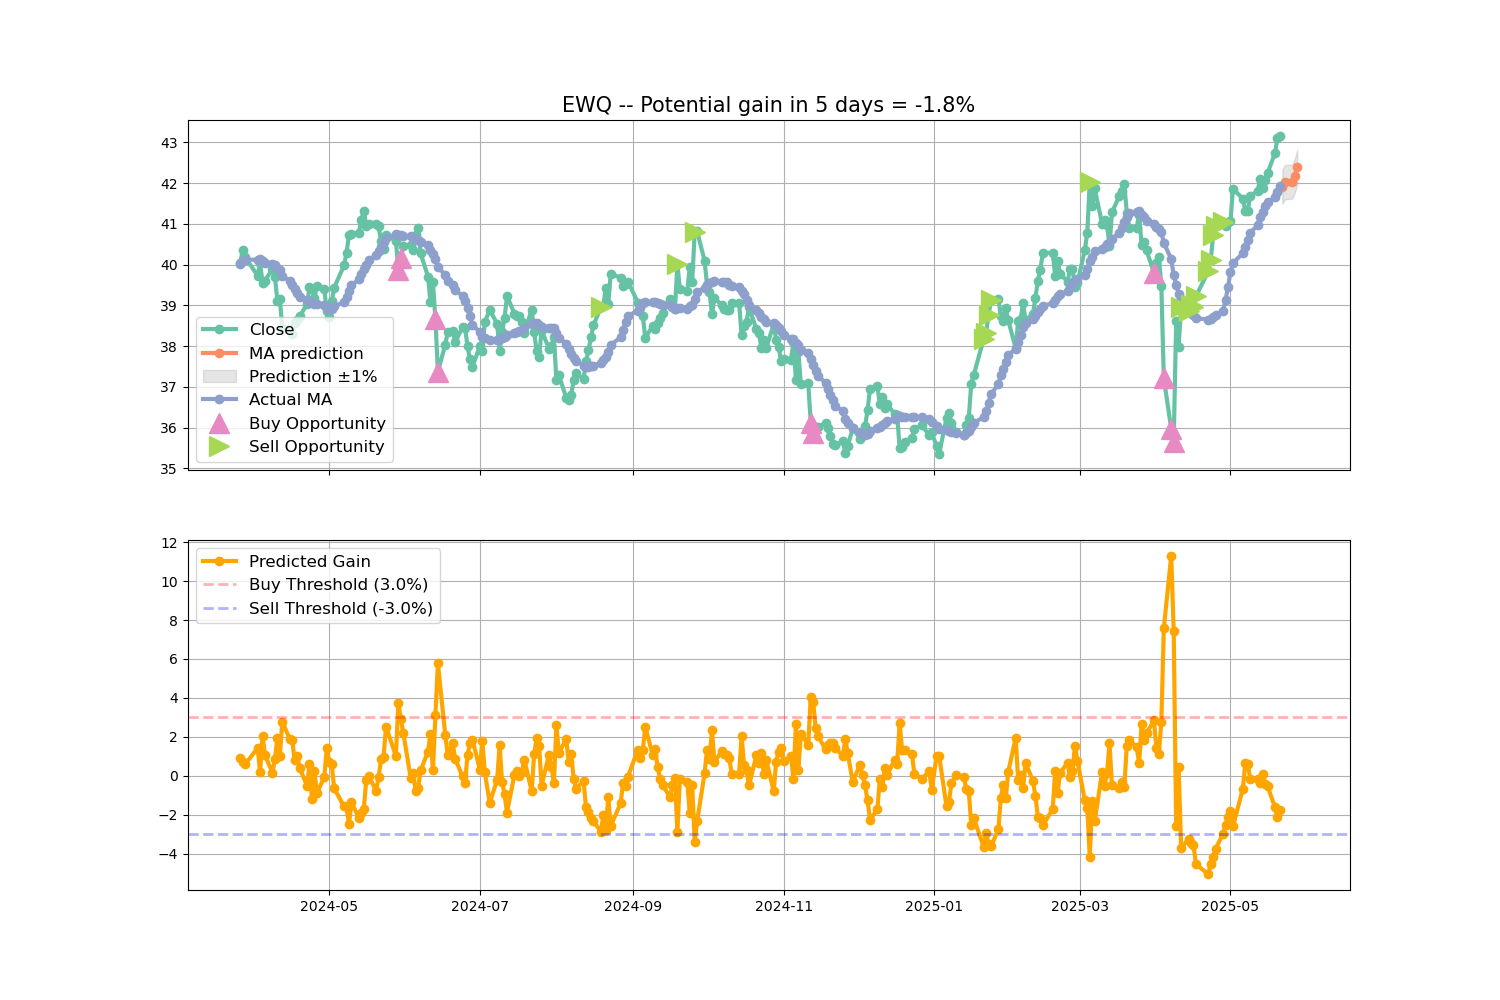 EWQ -- Potential gain in 5 days = -1.8%
43
42
41
40
39
38
37
36
35
Close
MA prediction
Prediction ±1%
Actual MA
Buy Opportunity
Sell Opportunity
12
10
8
6
4
2
0
−2
−4
Predicted Gain
Buy Threshold (3.0%)
Sell Threshold (-3.0%)
2024-05 2024-07 2024-09 2024-11 2025-01 2025-03 2025-05